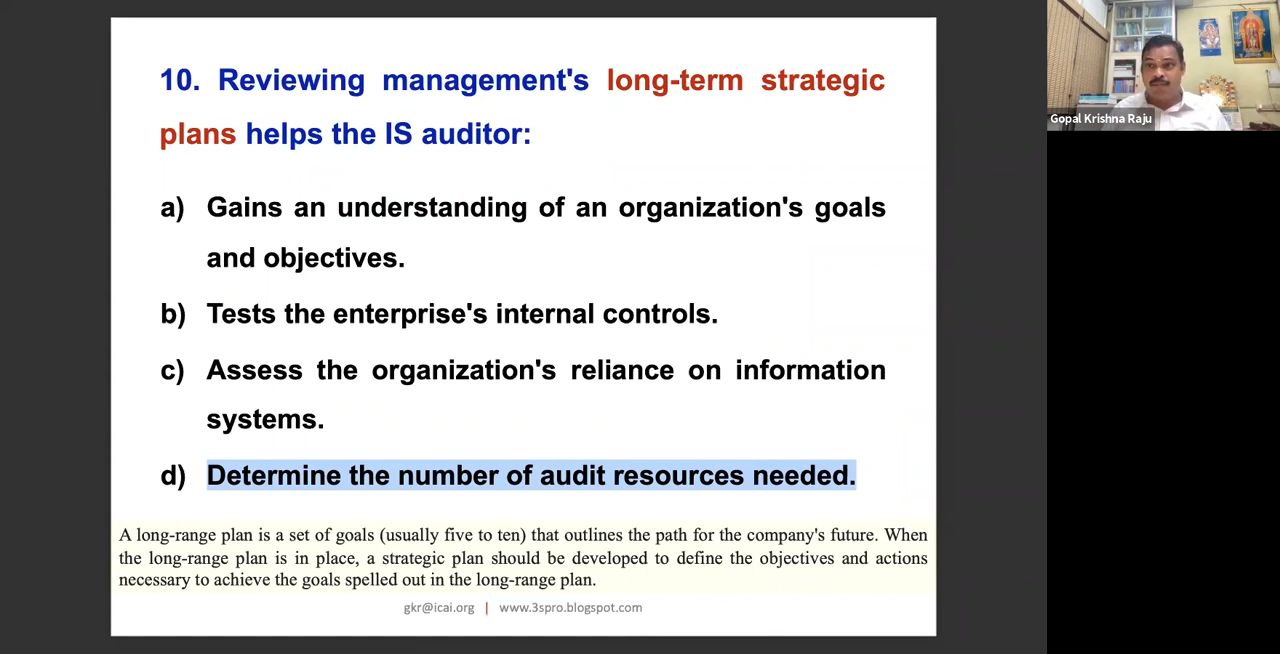 10. Reviewing management's long-term strategic
plans helps the IS auditor:
a) Gains an understanding of an organization's goals
and objectives.
b) Tests the enterprise's internal controls.
c) Assess the organization's reliance on information
systems.
d) Determine the number of audit resources needed.
A long-range plan is a set of goals (usually five to ten) that outlines the path for the company's future. When
the long-range plan is in place, a strategic plan should be developed to define the objectives and actions
necessary to achieve the goals spelled out in the long-range plan.
gkr@icai.org | www.3spro.blogspot.com
Gopal Krishna Raju